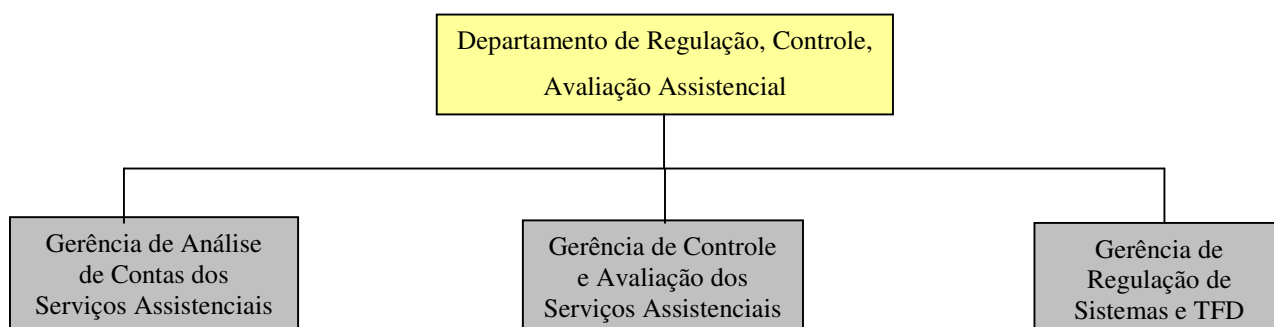 Departamento de Regulação, Controle,
Avaliação Assistencial
Gerência de Análise
de Contas dos
Serviços Assistenciais
Gerência de Controle
e Avaliação dos
Serviços Assistenciais
Gerência de
Regulação de
Sistemas e TFD